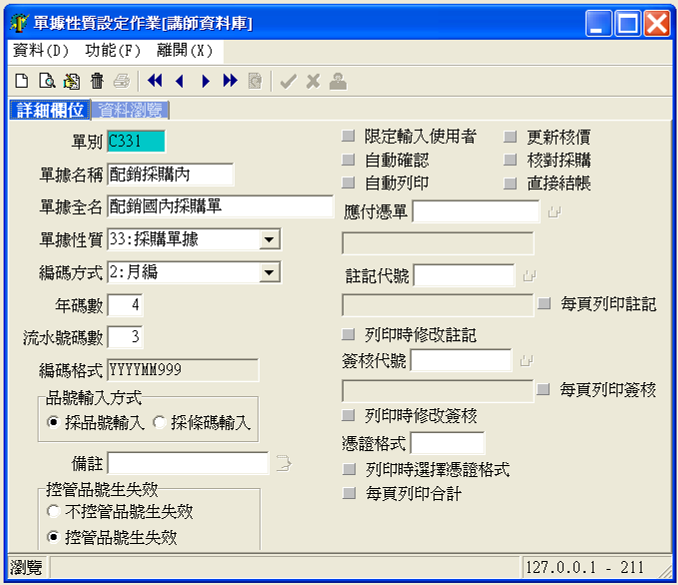 單據性質設定作業[講師資料庫]
資料(D) 功能(F) 離開(X)
詳細欄位 資料瀏覽
單別 C331
單據名稱 配銷採購內
單據全名 配銷國內採購單
單據性質 33:採購單據
編碼方式 2:月編
年碼數 4
流水號碼數 3
編碼格式 YYYYMM999
品號輸入方式
採品號輸入 採條碼輸入
備註
控管品號生失效
不控管品號生失效
控管品號生失效
限定輸入使用者 更新核價
自動確認 核對採購
自動列印 直接結帳
應付憑單
註記代號
每頁列印註記
列印時修改註記
簽核代號
每頁列印簽核
列印時修改簽核
憑證格式
列印時選擇憑證格式
每頁列印合計
瀏覽 127.0.0.1 - 211